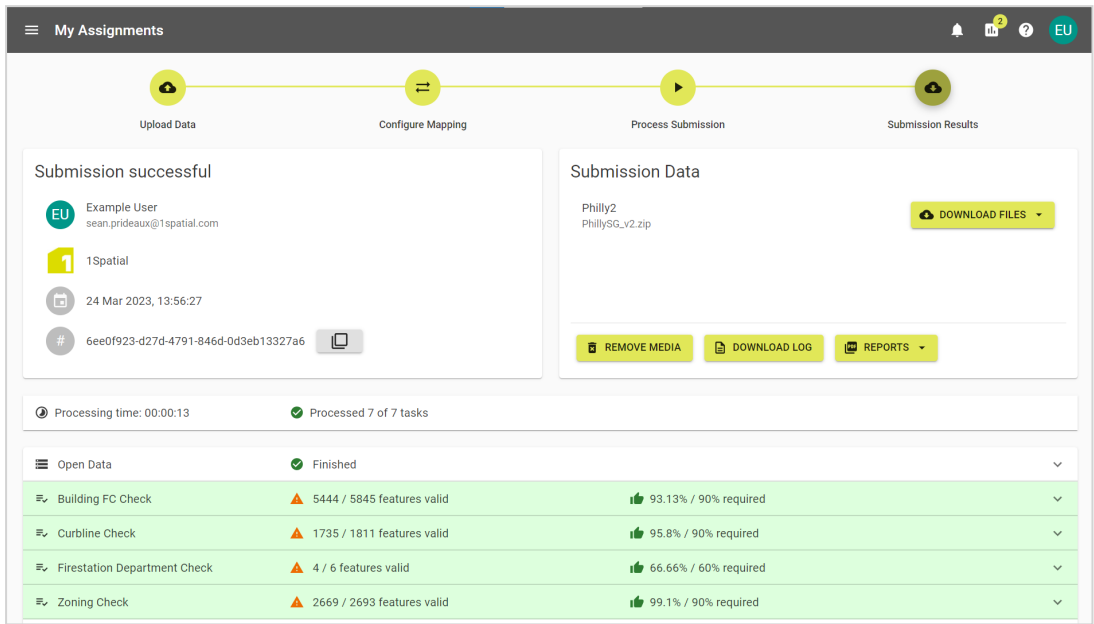 My Assignments
2
EU
Upload Data
Configure Mapping
Process Submission
Submission Results
Submission successful
EU
Example User
sean.prideaux@1spatial.com
1
1Spatial
24 Mar 2023, 13:56:27
#
6ee0f923-d27d-4791-846d-0d3eb13327a6
Submission Data
Philly2
PhillySG_v2.zip
DOWNLOAD FILES
REMOVE MEDIA
DOWNLOAD LOG
PDF
REPORTS
Processing time: 00:00:13
Processed 7 of 7 tasks
Open Data
Finished
Building FC Check
5444 / 5845 features valid
93.13% / 90% required
Curbline Check
1735 / 1811 features valid
95.8% / 90% required
Firestation Department Check
4 / 6 features valid
66.66% / 60% required
Zoning Check
2669 / 2693 features valid
99.1% / 90% required